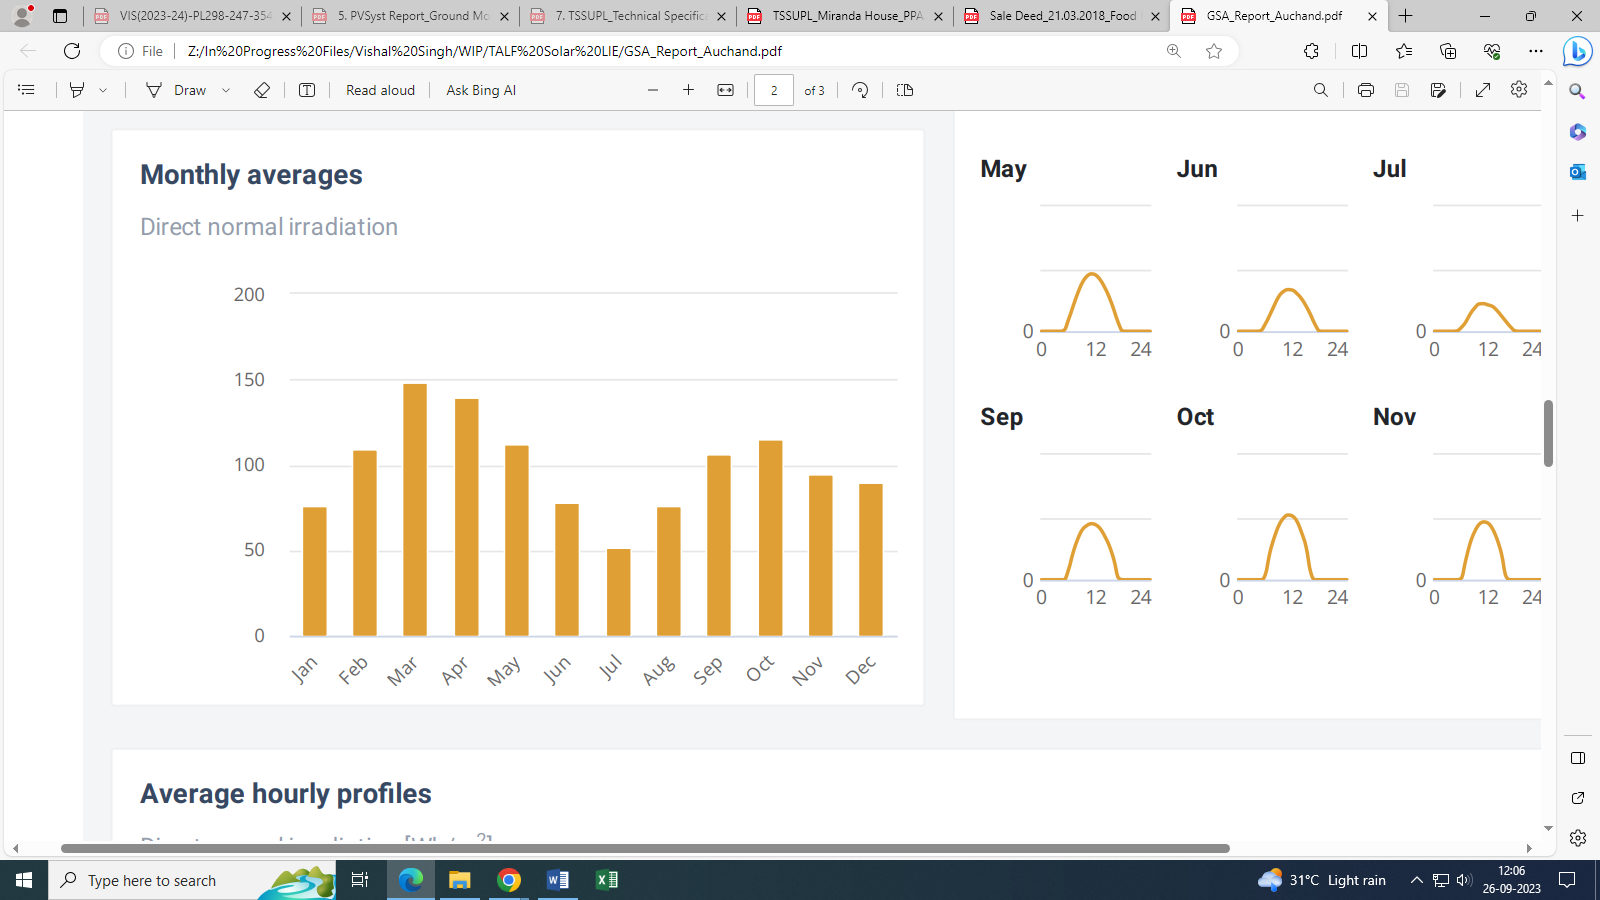 VIS(2023-24)-PL298-247-354
5. PVSyst Report_Ground Mo
7. TSSUPL_Technical Specific
TSSUPL_Miranda House_PPA
Sale Deed_21.03.2018_Food
GSA_Report_Auchand.pdf
File
Z:/In%20Progress%20Files/Vishal%20Singh/WIP/TALF%20Solar%20LIE/GSA_Report_Auchand.pdf
Draw
Read aloud
Ask Bing AI
2
of 3
Monthly averages
Direct normal irradiation
200
150
100
50
0
Jan Feb Mar Apr May Jun Jul Aug Sep Oct Nov Dec
May Jun Jul
0 0 0
0 12 24 0 12 24 0 12 24
Sep Oct Nov
0 0 0
0 12 24 0 12 24 0 12 24
Average hourly profiles
Type here to search
31°C Light rain
12:06
26-09-2023